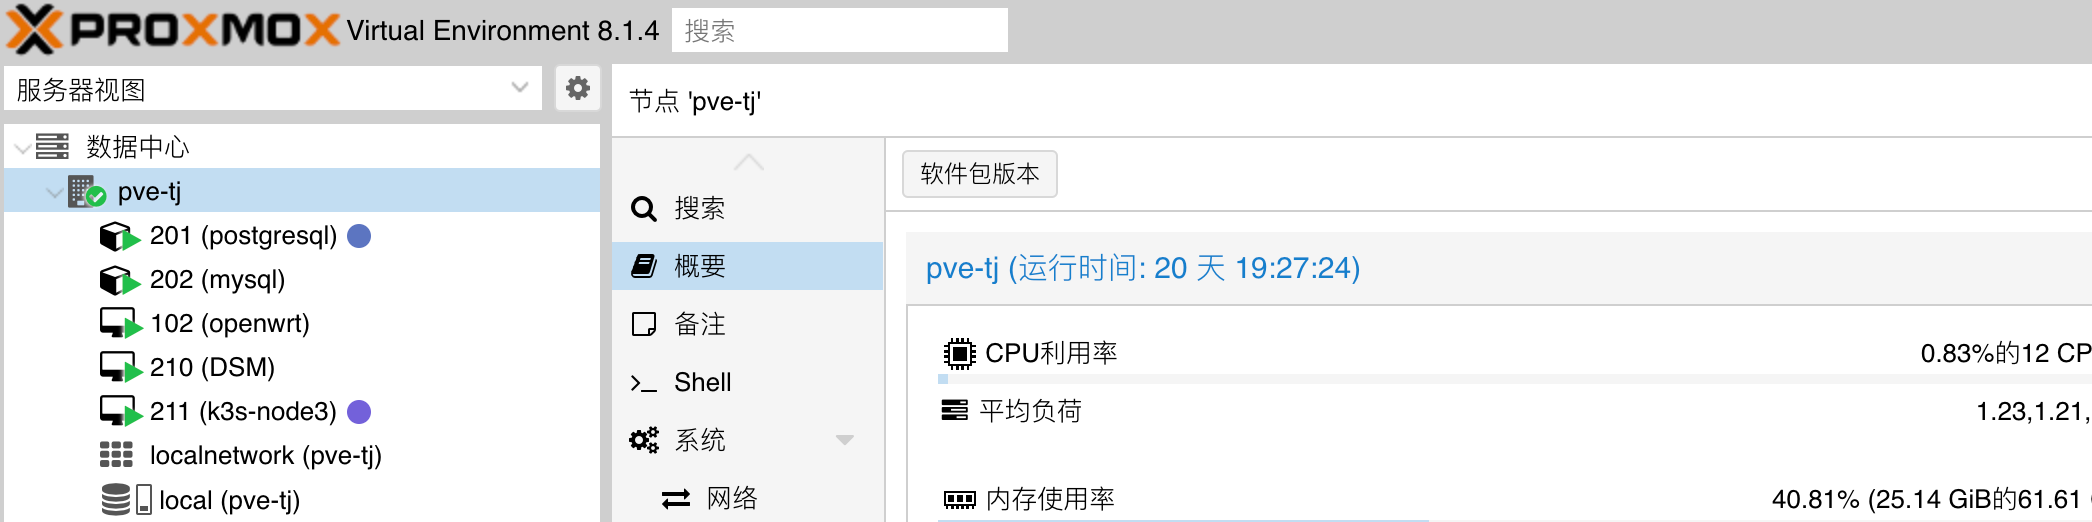 PROXMOX Virtual Environment 8.1.4 搜索
服务器视图
数据中心
pve-tj
201 (postgresql)
202 (mysql)
102 (openwrt)
210 (DSM)
211 (k3s-node3)
localnetwork (pve-tj)
local (pve-tj)
节点 'pve-tj'
搜索
概要
备注
Shell
系统
网络
软件包版本
pve-tj (运行时间: 20 天 19:27:24)
CPU利用率 0.83%的12 CP
平均负荷 1.23,1.21,
内存使用率 40.81% (25.14 GiB的61.61